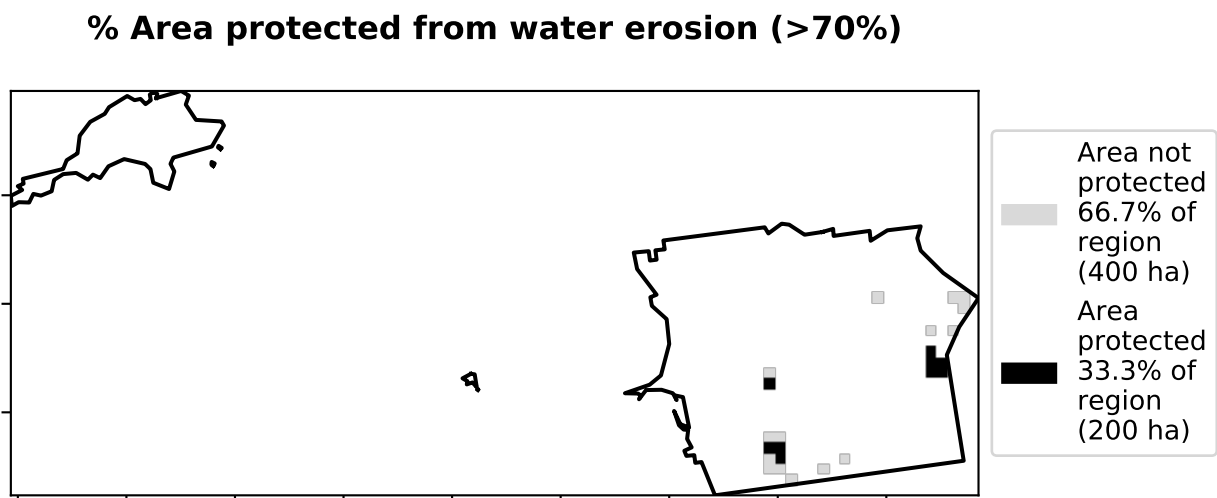 % Area protected from water erosion (>70%)
Area not
protected
66.7% of
region
(400 ha)
Area
protected
33.3% of
region
(200 ha)